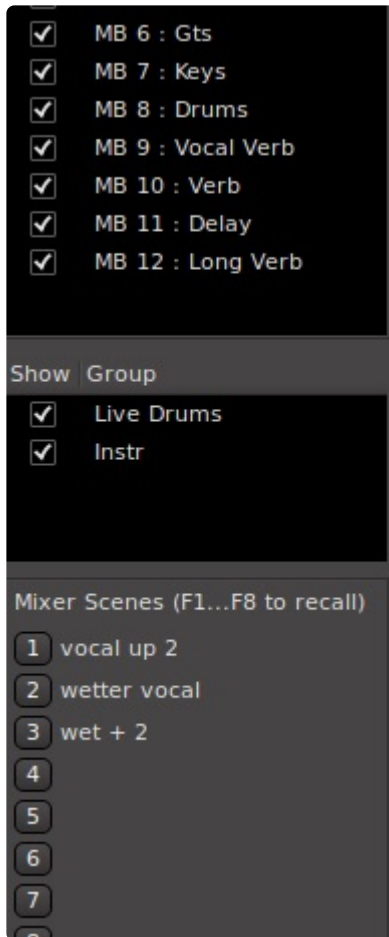 MB 6 : Gts
MB 7 : Keys
MB 8 : Drums
MB 9 : Vocal Verb
MB 10 : Verb
MB 11 : Delay
MB 12 : Long Verb
Show Group
Live Drums
Instr
Mixer Scenes (F1...F8 to recall)
1 vocal up 2
2 wetter vocal
3 wet + 2
4
5
6
7